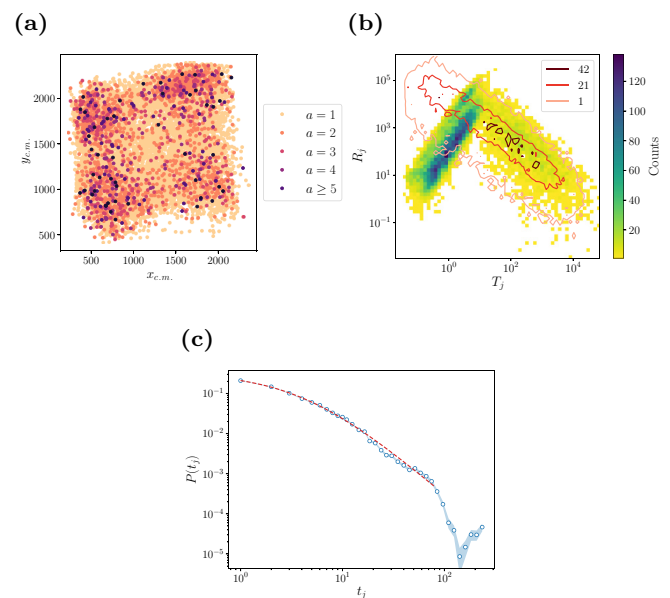 (a)
2000
1500
1000
500
y_{c.m.}
500
1000
1500
2000
x_{c.m.}
a = 1
a = 2
a = 3
a = 4
a ≥ 5
(b)
10^5
10^3
10^1
10^{-1}
R_j
10^0
10^2
10^4
T_j
42
21
1
120
100
80
60
40
20
Counts
(c)
10^{-1}
10^{-2}
10^{-3}
10^{-4}
10^{-5}
P(t_j)
10^0
10^1
10^2
t_j